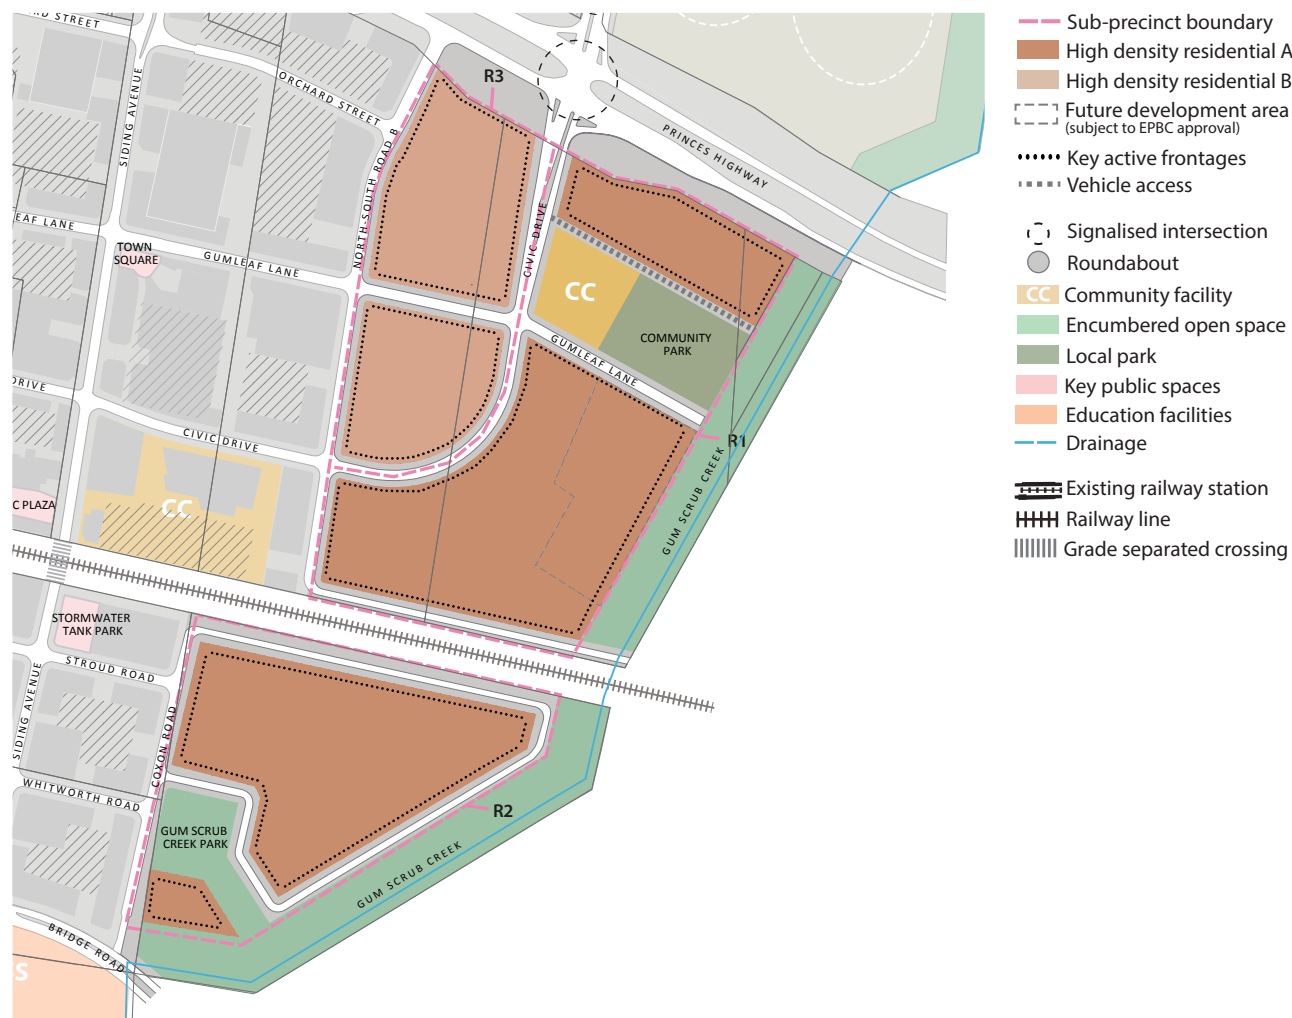 RD STREET
SIDING AVENUE
ORCHARD STREET
R3
PRINCES HIGHWAY
NORTH-SOUTH ROAD B
CIVIC DRIVE
EAF LANE
TOWN
SQUARE
GUMLEAF LANE
CC
COMMUNITY
PARK
GUMLEAF LANE
DRIVE
CIVIC DRIVE
R1
GUM SCRUB CREEK
C PLAZA
CC
STORMWATER
TANK PARK
STROUD ROAD
SIDING AVENUE
COXON ROAD
WHITWORTH ROAD
R2
GUM SCRUB
CREEK PARK
GUM SCRUB CREEK
BRIDGE ROAD
S
Sub-precinct boundary
High density residential A
High density residential B
Future development area
(subject to EPBC approval)
Key active frontages
Vehicle access
Signalised intersection
Roundabout
CC Community facility
Encumbered open space
Local park
Key public spaces
Education facilities
Drainage
Existing railway station
Railway line
Grade separated crossing